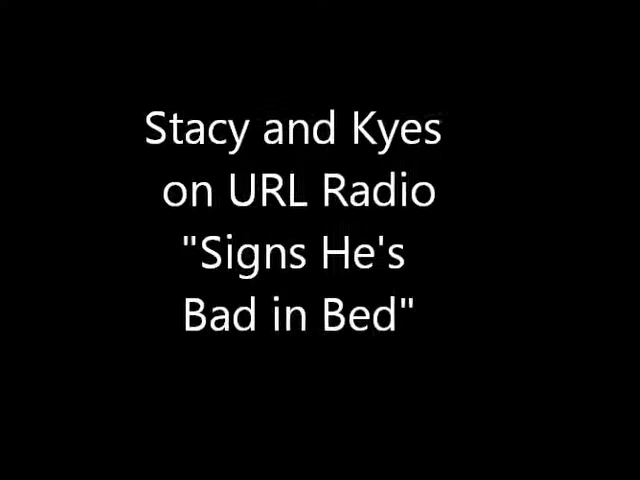 Stacy and Kyes
on URL Radio
"Signs He's
Bad in Bed"